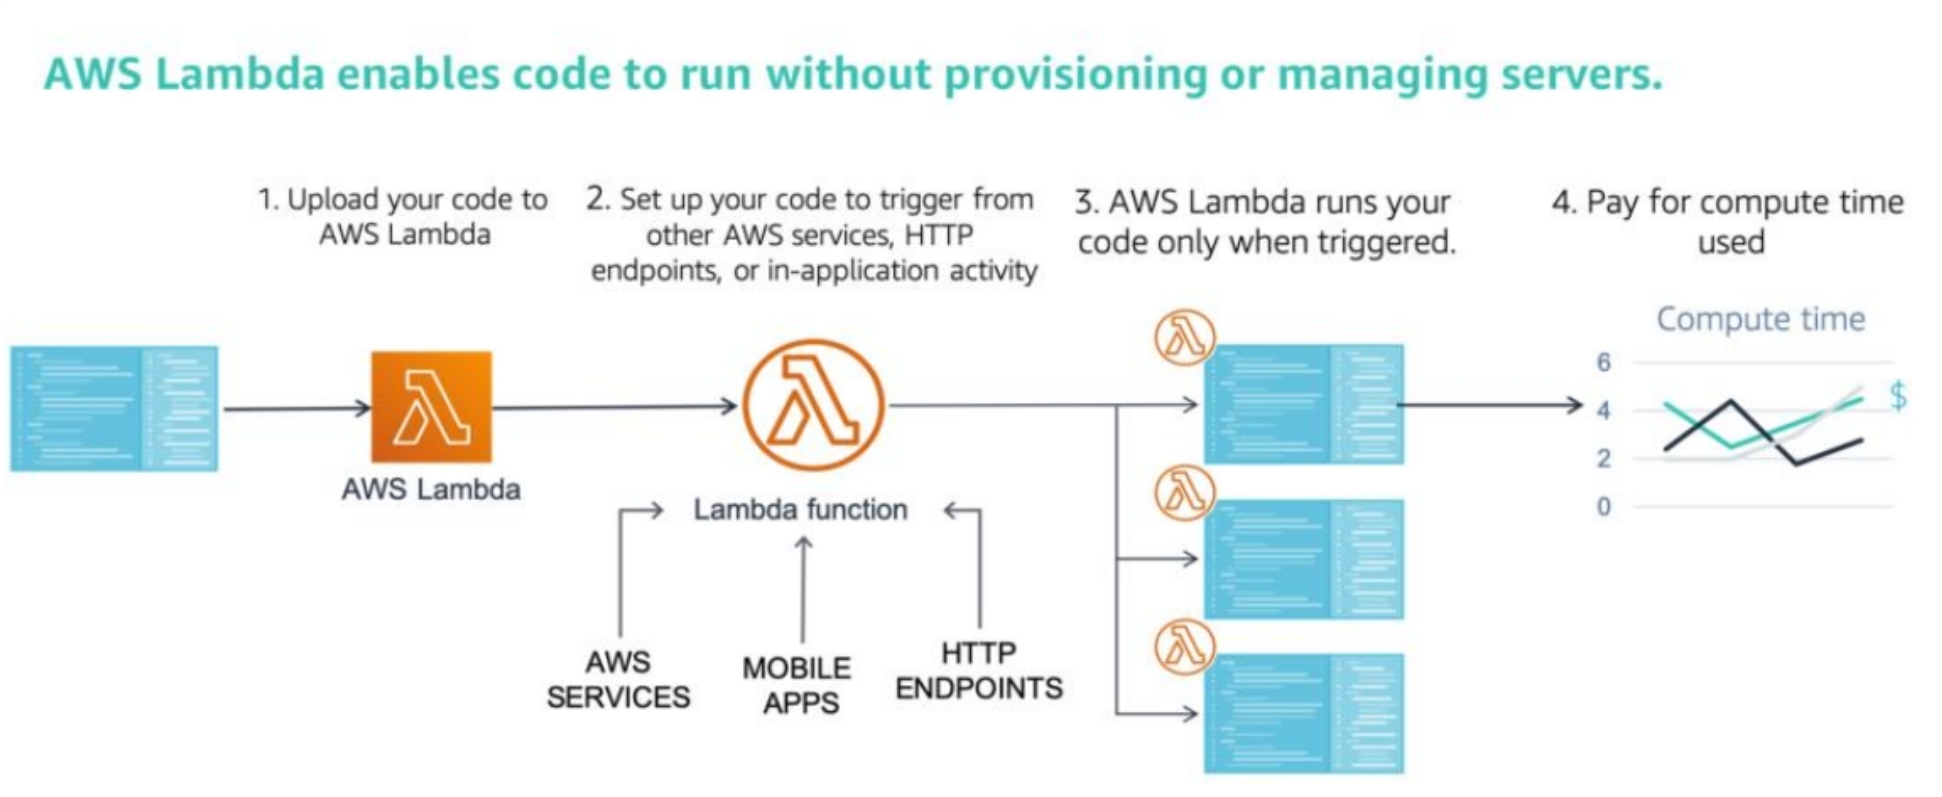 AWS Lambda enables code to run without provisioning or managing servers.
1. Upload your code to
AWS Lambda
2. Set up your code to trigger from
other AWS services, HTTP
endpoints, or in-application activity
3. AWS Lambda runs your
code only when triggered.
4. Pay for compute time
used
Compute time
6
4
2
0
$
AWS Lambda
Lambda function
AWS
SERVICES
MOBILE
APPS
HTTP
ENDPOINTS